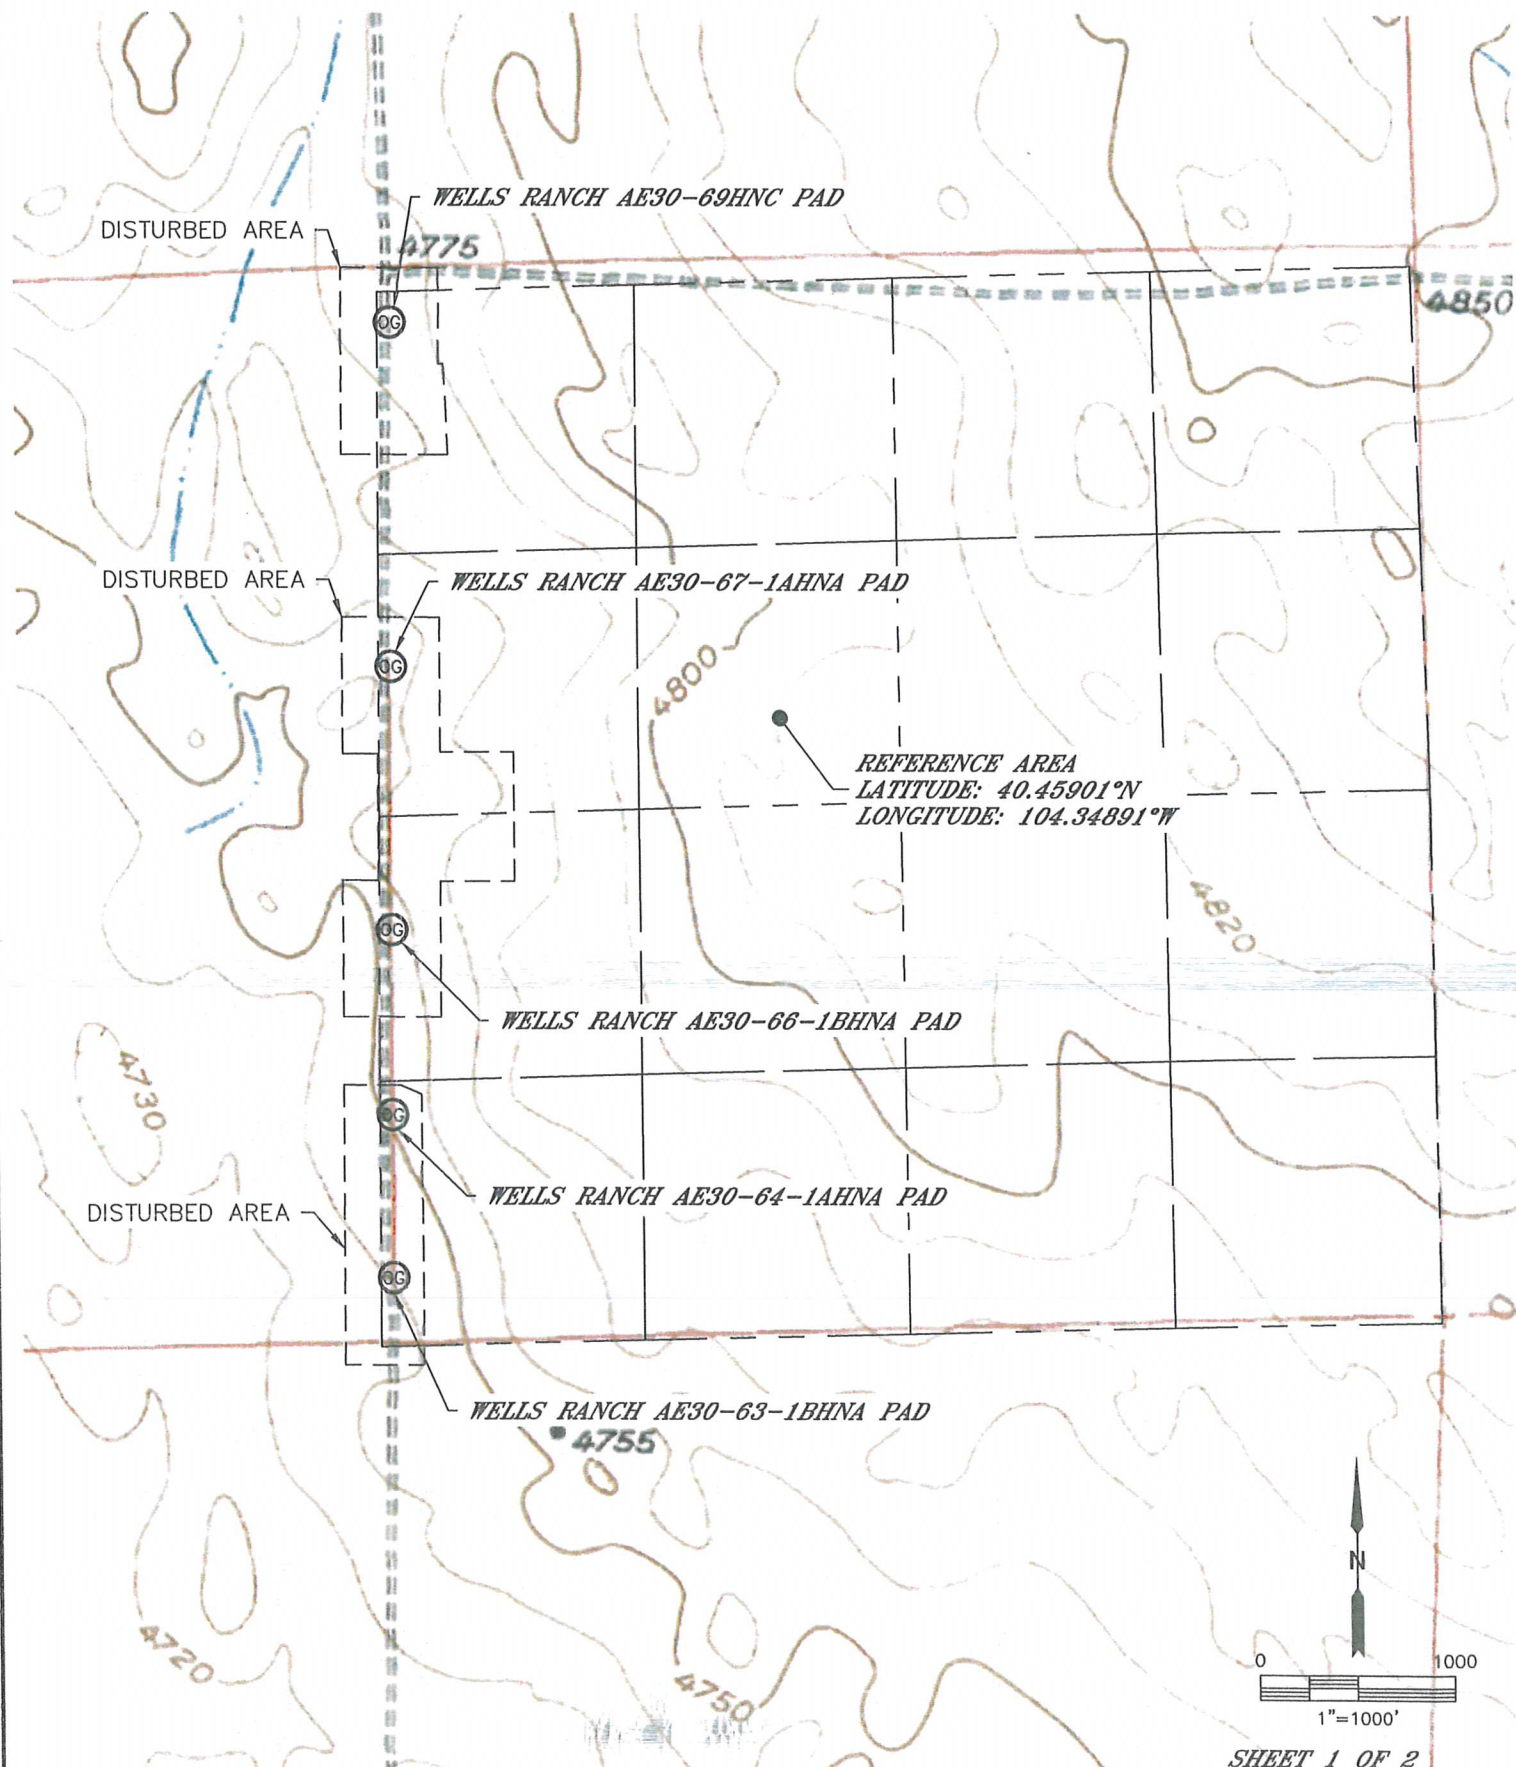 WELLS RANCH AE30-69HNC PAD
DISTURBED AREA
4775
4850
OG
DISTURBED AREA
WELLS RANCH AE30-67-1AHNA PAD
OG
4800
REFERENCE AREA
LATITUDE: 40.45901°N
LONGITUDE: 104.34891°W
4820
OG
WELLS RANCH AE30-66-1BHNA PAD
4730
OG
WELLS RANCH AE30-64-1AHNA PAD
DISTURBED AREA
OG
WELLS RANCH AE30-63-1BHNA PAD
4755
N
4720
4750
0 1000
1"=1000'
SHEET 1 OF 2